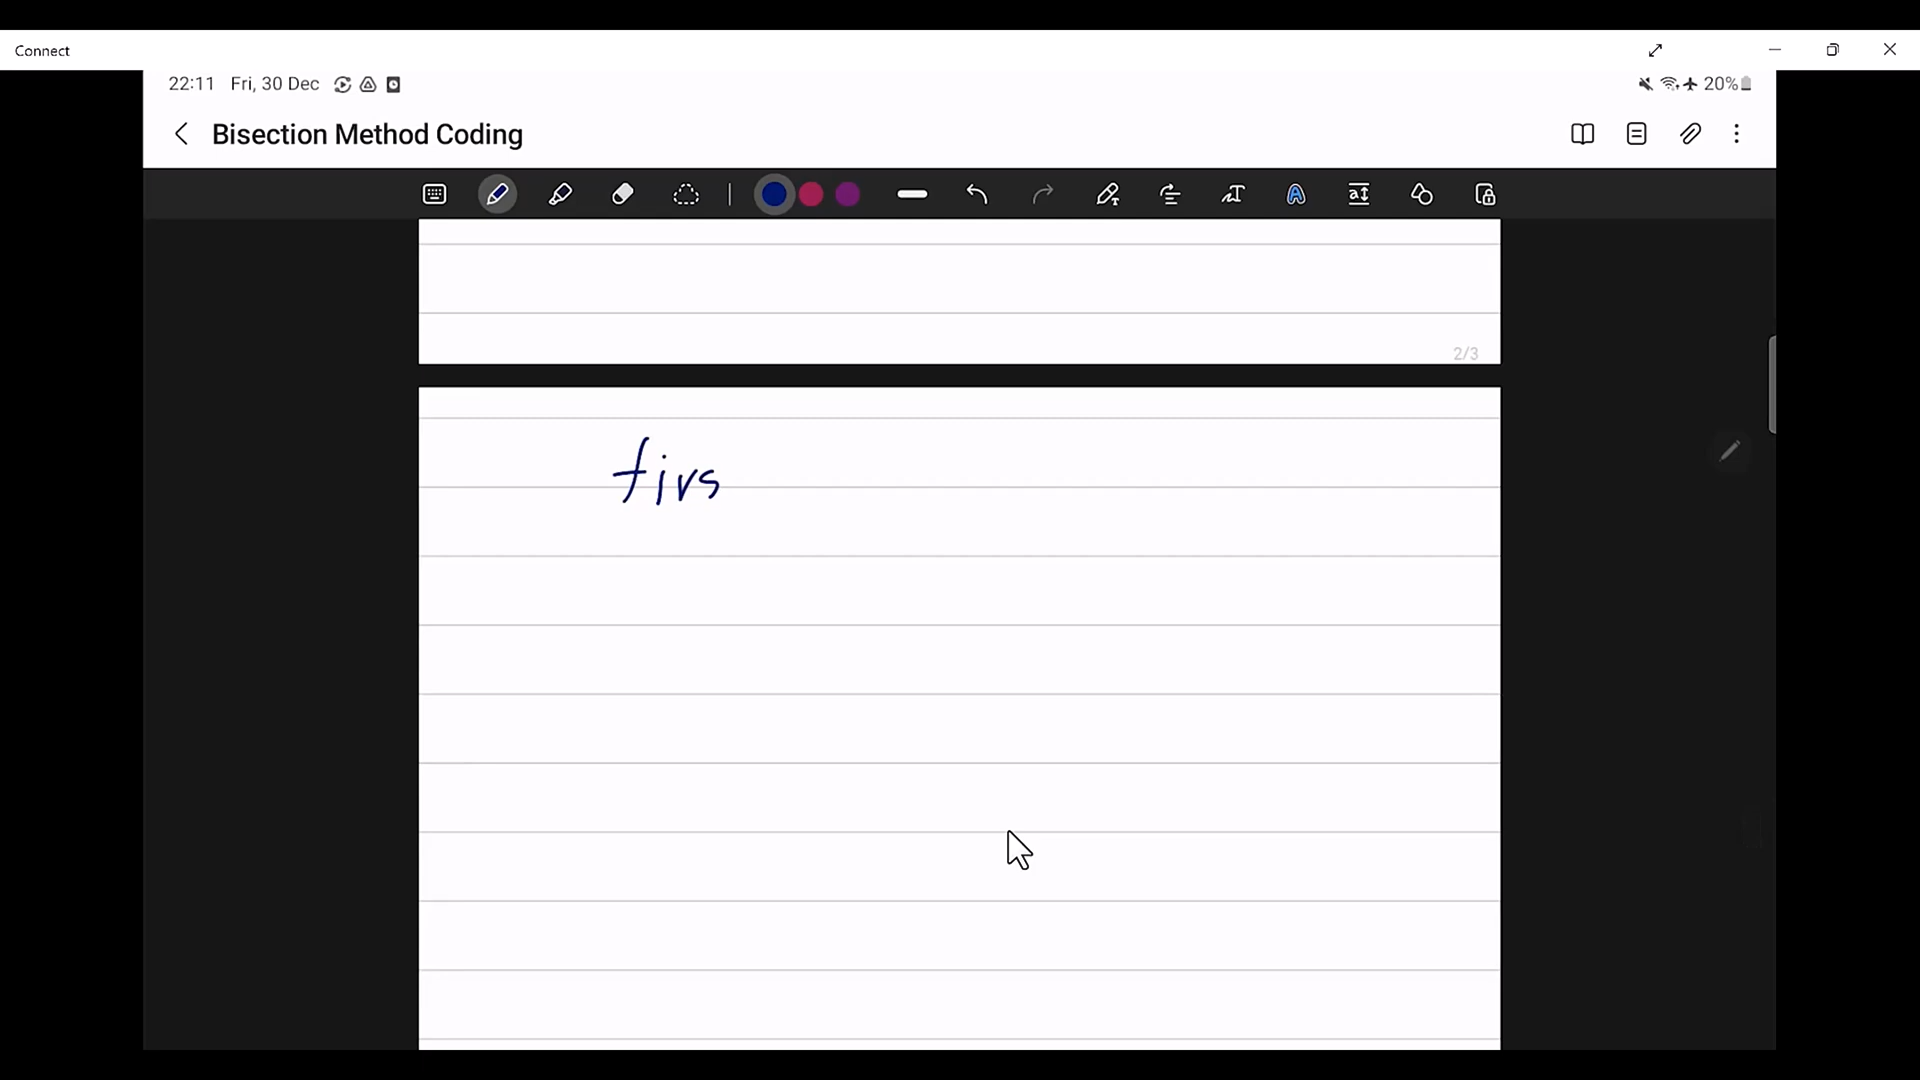 Connect
22:11 Fri, 30 Dec 20%
Bisection Method Coding
2/3
firs